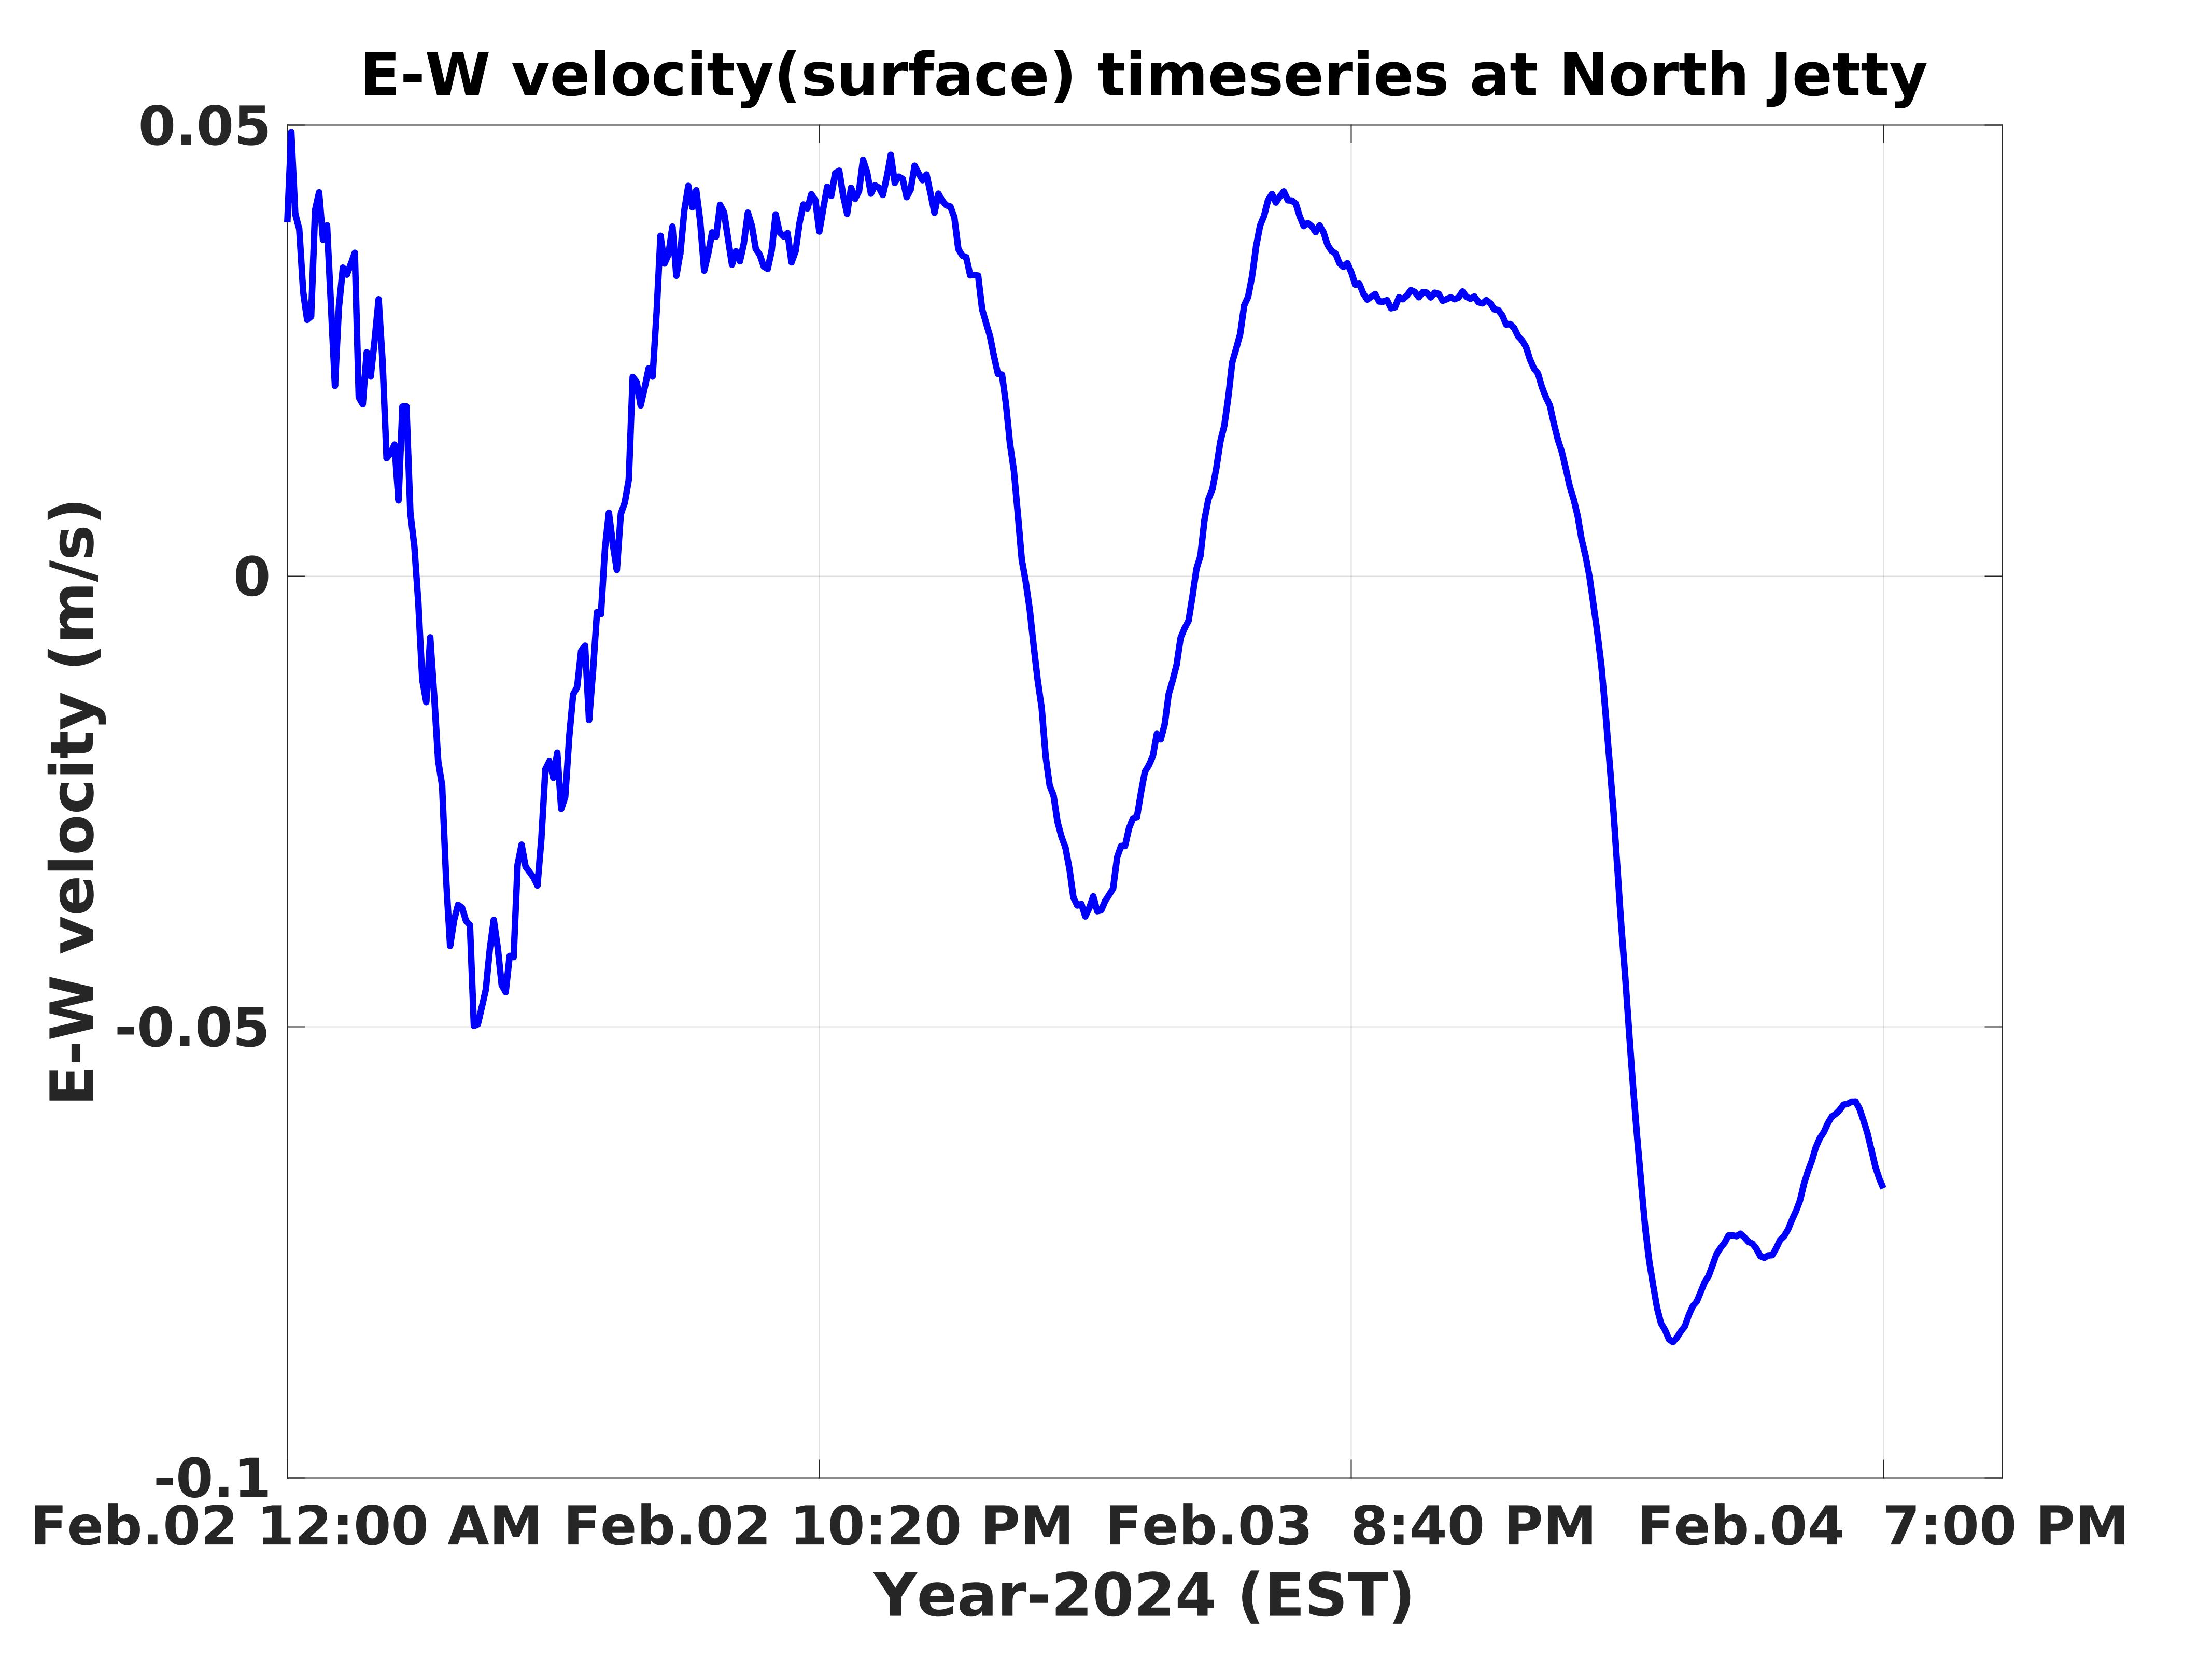 E-W velocity(surface) timeseries at North Jetty
0.05
0
-0.05
-0.1
E-W velocity (m/s)
Feb.02 12:00 AM Feb.02 10:20 PM Feb.03 8:40 PM Feb.04 7:00 PM
Year-2024 (EST)